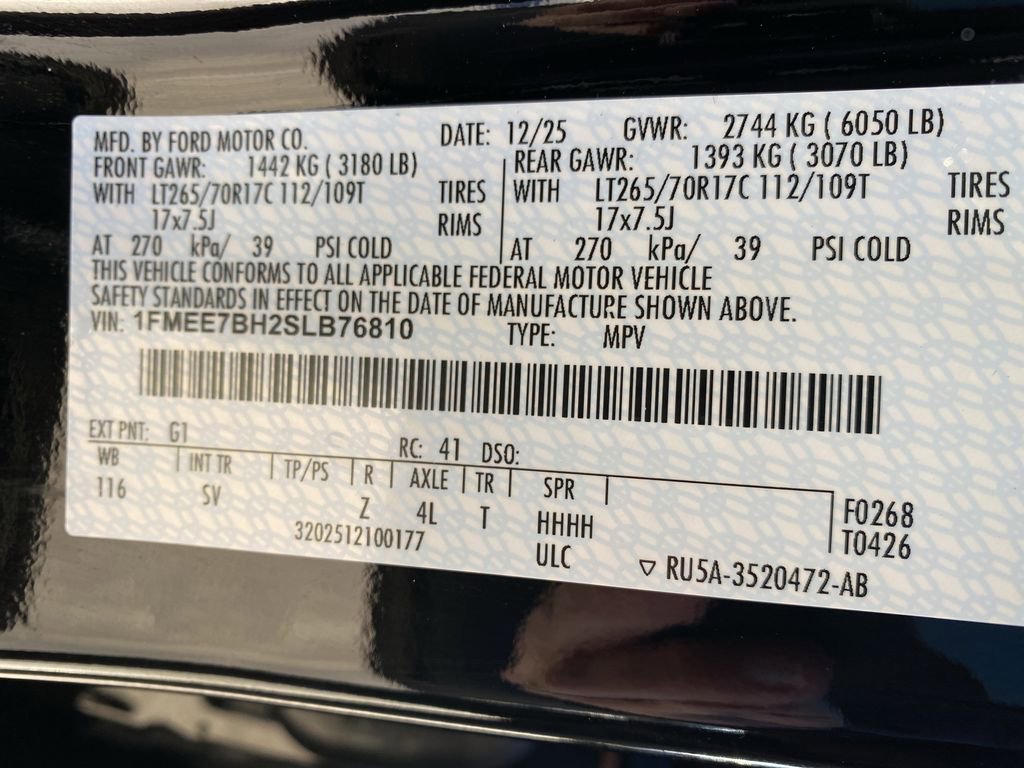 MFD. BY FORD MOTOR CO. DATE: 12/25 GVWR: 2744 KG ( 6050 LB)
FRONT GAWR: 1442 KG ( 3180 LB) REAR GAWR: 1393 KG ( 3070 LB)
WITH LT265/70R17C 112/109T TIRES WITH LT265/70R17C 112/109T TIRES
17x7.5J RIMS 17x7.5J RIMS
AT 270 kPa/ 39 PSI COLD AT 270 kPa/ 39 PSI COLD
THIS VEHICLE CONFORMS TO ALL APPLICABLE FEDERAL MOTOR VEHICLE
SAFETY STANDARDS IN EFFECT ON THE DATE OF MANUFACTURE SHOWN ABOVE.
VIN: 1FMEE7BH2SLB76810 TYPE: MPV
EXT PNT: G1 RC: 41 DSO:
WB INT TR TP/PS R AXLE TR SPR
116 SV Z 4L T HHHH F0268
3202512100177 ULC T0426
▽ RU5A-3520472-AB